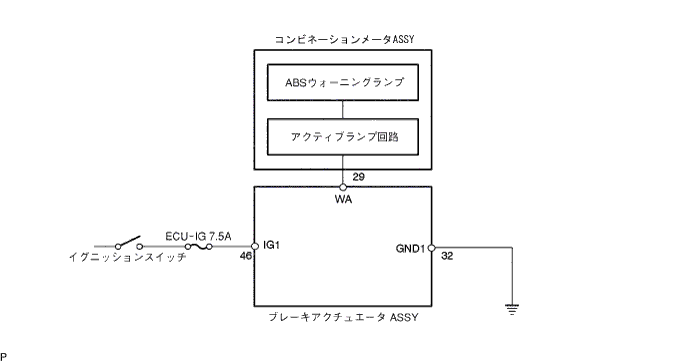 コンビネーションメータASSY
ABSウォーニングランプ
アクティブランプ回路
29
WA
ECU-IG 7.5A
IG1
GND1
イグニッションスイッチ
46
32
ブレーキアクチュエータ ASSY
P